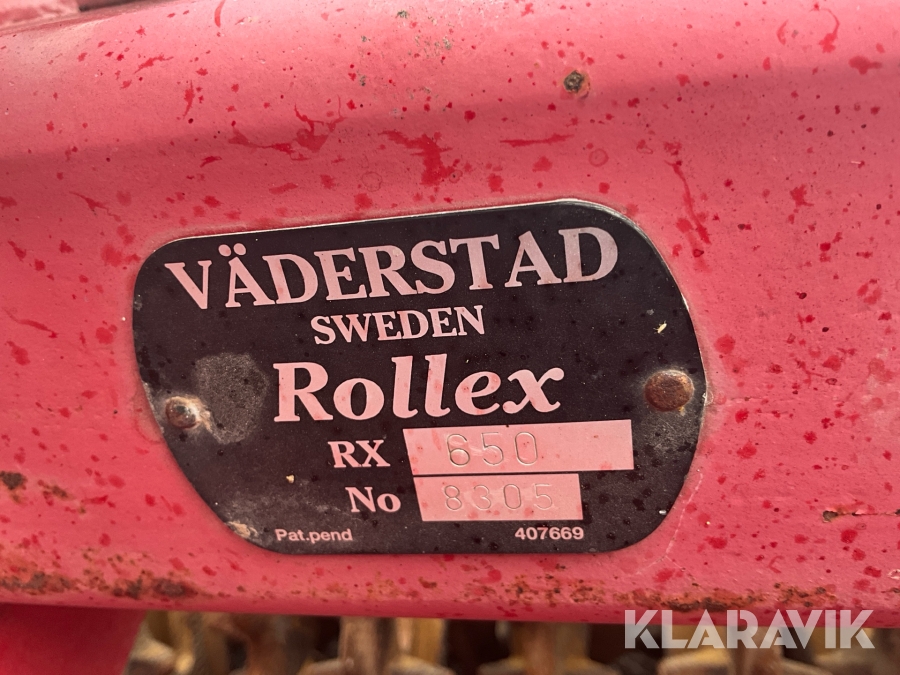 VÄDERSTAD
SWEDEN
Rollex
RX 650
No 8305
Pat.pend 407669
KLARAVIK